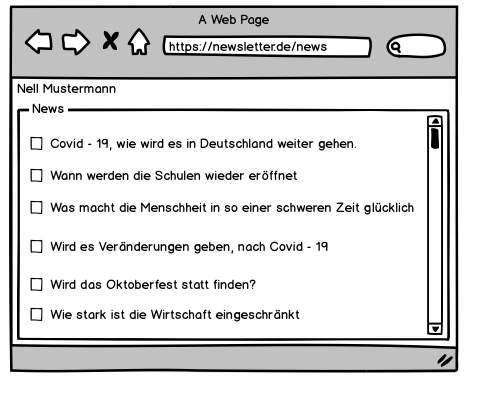 A Web Page
https://newsletter.de/news
Nell Mustermann
News
Covid - 19, wie wird es in Deutschland weiter gehen.
Wann werden die Schulen wieder eröffnet
Was macht die Menschheit in so einer schweren Zeit glücklich
Wird es Veränderungen geben, nach Covid - 19
Wird das Oktoberfest statt finden?
Wie stark ist die Wirtschaft eingeschränkt